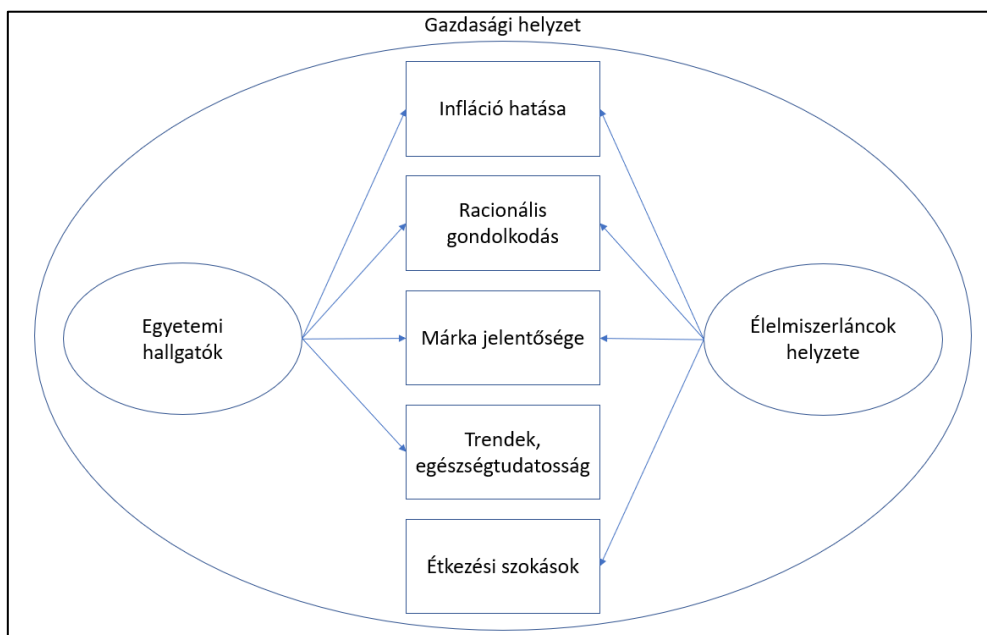 Gazdasági helyzet
Infláció hatása
Racionális
gondolkodás
Egyetemi
hallgatók
Márka jelentősége
Élelmiszerláncok
helyzete
Trendek,
egészségtudatosság
Étkezési szokások